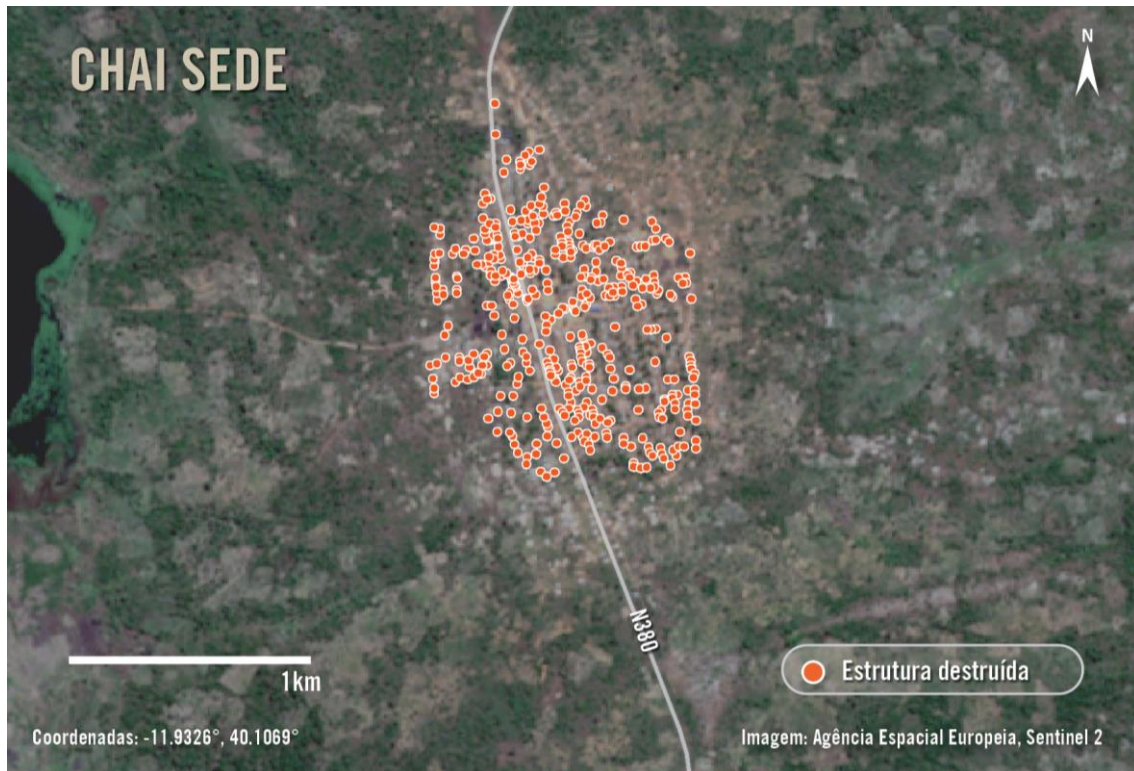 CHAI SEDE
N
N380
1km
Estrutura destruída
Coordenadas: -11.9326°, 40.1069°
Imagem: Agência Espacial Europeia, Sentinel 2